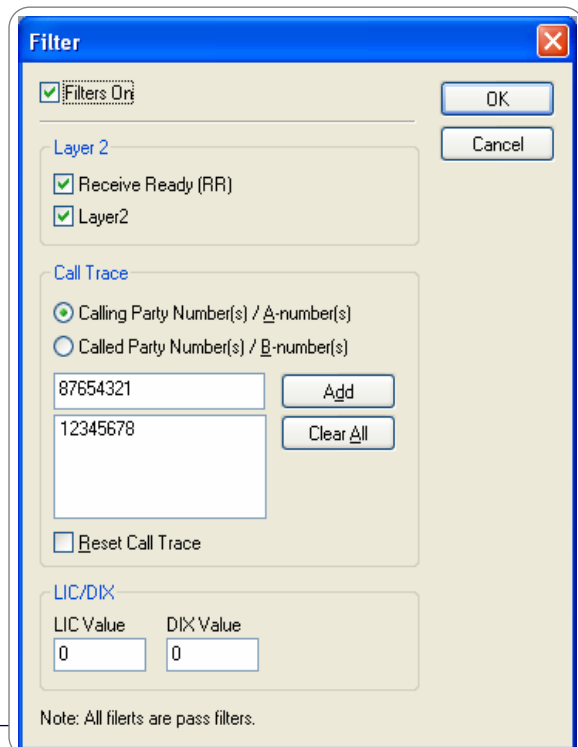 Filter
Filters On
OK
Cancel
Layer 2
Receive Ready (RR)
Layer2
Call Trace
Calling Party Number(s) / A-number(s)
Called Party Number(s) / B-number(s)
87654321
Add
12345678
Clear All
Reset Call Trace
LIC/DIX
LIC Value DIX Value
0 0
Note: All filerts are pass filters.